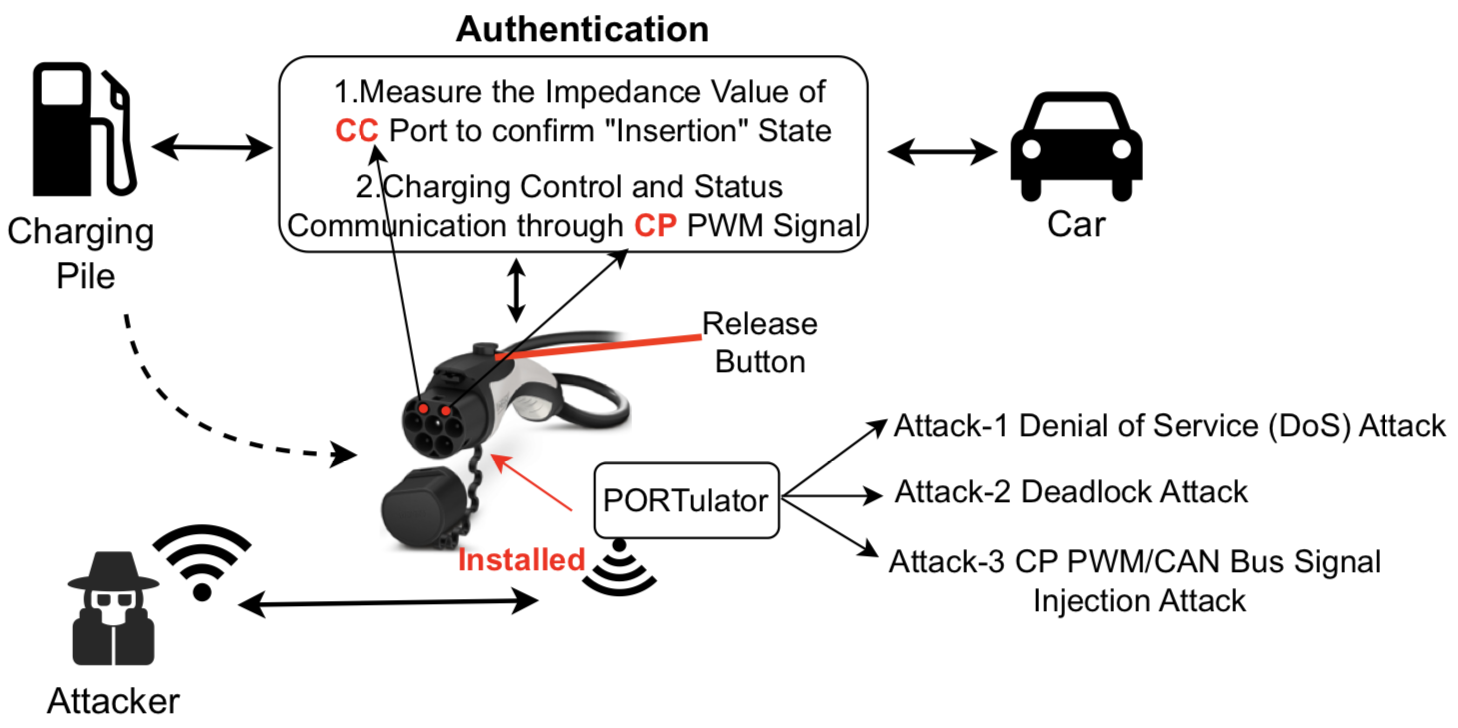 Authentication
1.Measure the Impedance Value of
CC Port to confirm "Insertion" State
2.Charging Control and Status
Communication through CP PWM Signal
Charging
Pile
Car
Release
Button
Attack-1 Denial of Service (DoS) Attack
PORTulator
Attack-2 Deadlock Attack
Installed
Attack-3 CP PWM/CAN Bus Signal
Injection Attack
Attacker